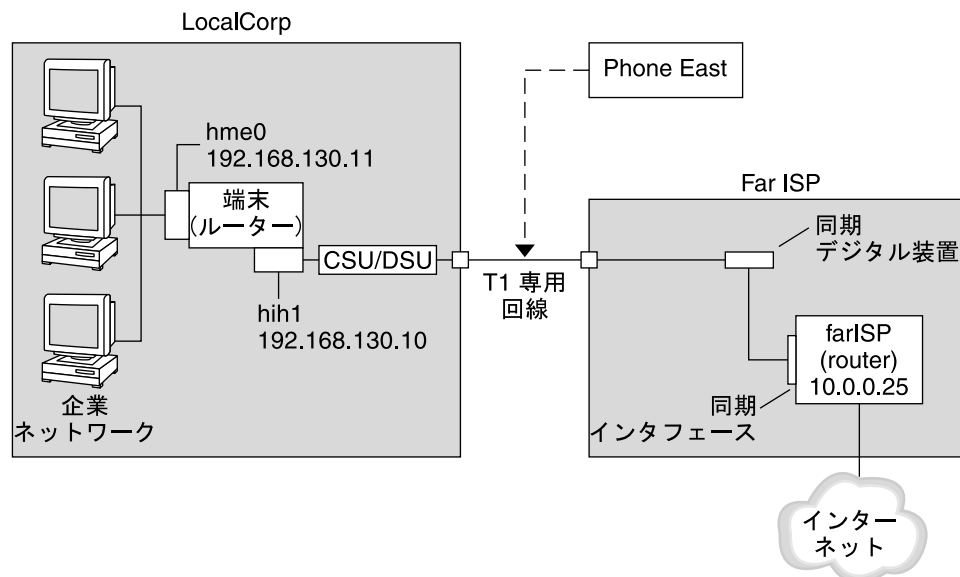 LocalCorp
Phone East
hme0
192.168.130.11
端末
(ルーター)
CSU/DSU
hih1
192.168.130.10
企業
ネットワーク
T1 専用
回線
Far ISP
同期
デジタル装置
farISP
(router)
10.0.0.25
同期
インタフェース
インター
ネット